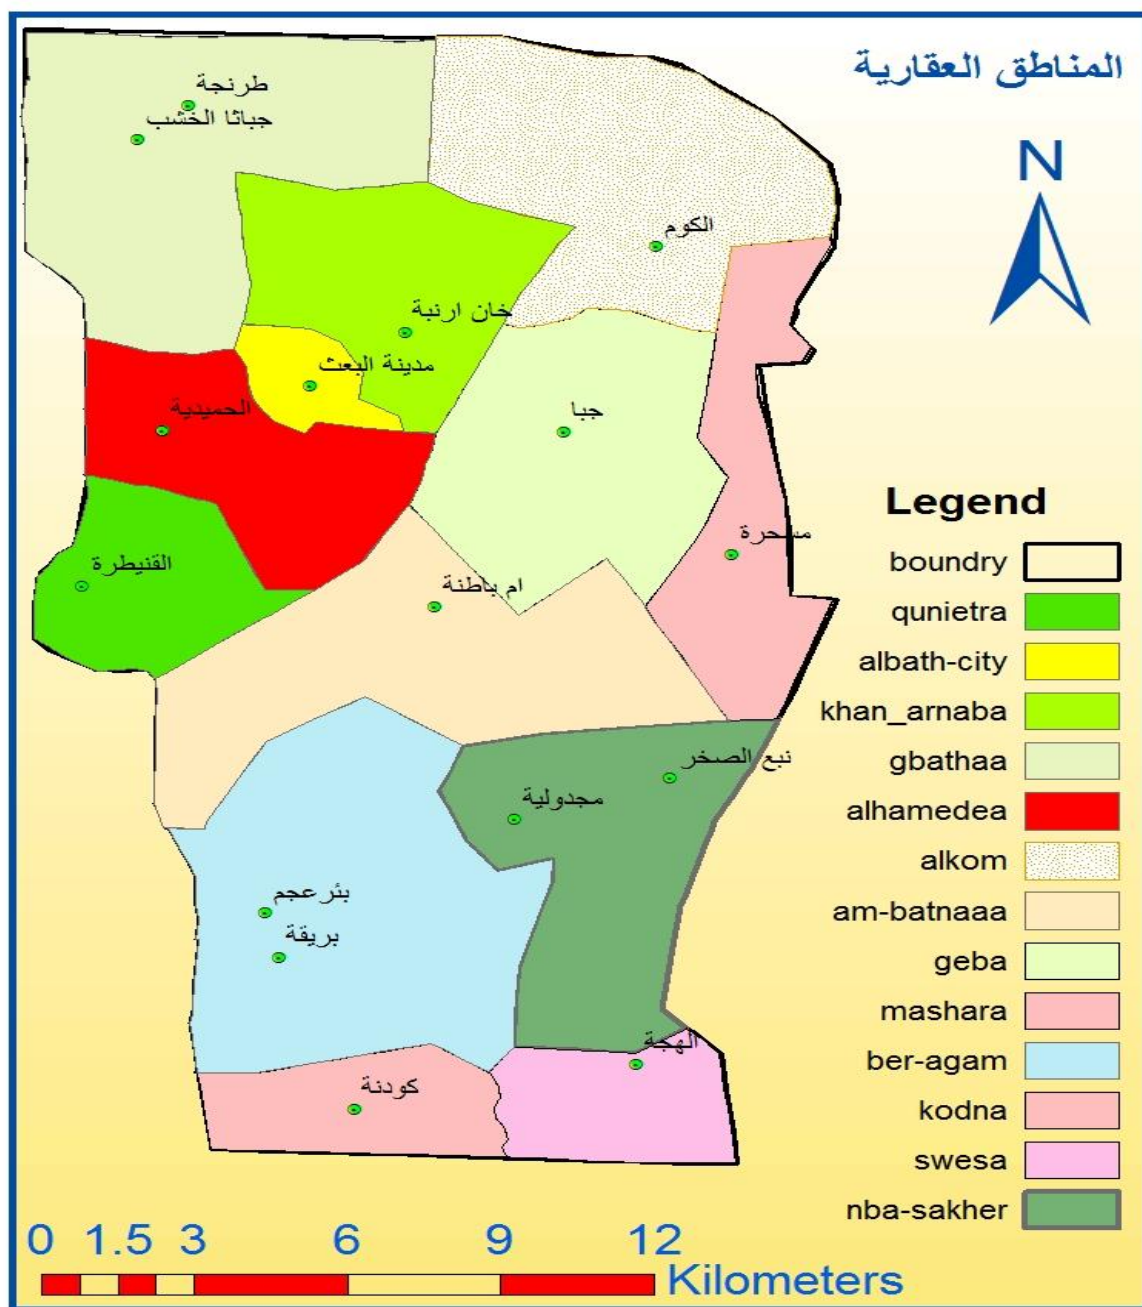 المناطق العقارية
N
طرنجة
جباثا الخشب
الكوم
خان ارنبة
مدينة البعث
الحميدية
جبا
مسحرة
القنيطرة
ام باطنة
نبع الصخر
مجدولية
بئرعجم
بريقة
الهجة
كودنة
Legend
boundry
qunietra
albath-city
khan_arnaba
gbathaa
alhamedea
alkom
am-batnaaa
geba
mashara
ber-agam
kodna
swesa
nba-sakher
0 1.5 3 6 9 12
Kilometers